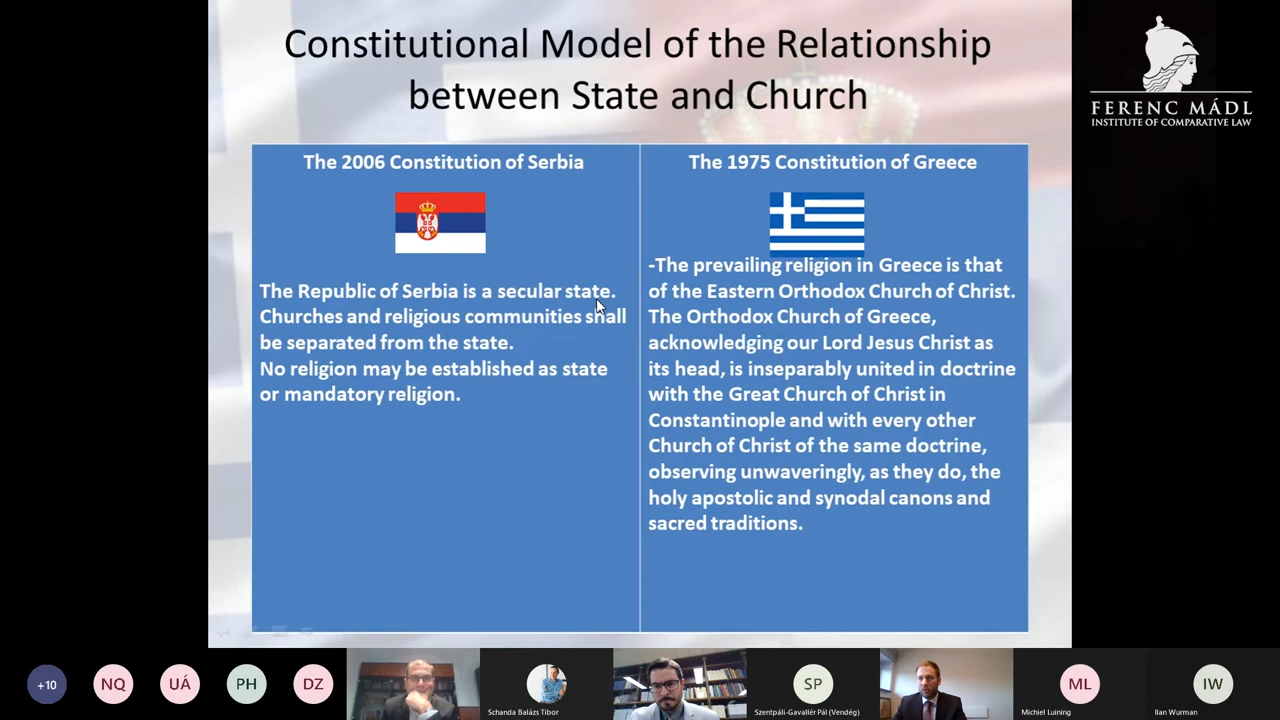 Constitutional Model of the Relationship
between State and Church
FERENC MÁDL
INSTITUTE OF COMPARATIVE LAW
The 2006 Constitution of Serbia
The Republic of Serbia is a secular state.
Churches and religious communities shall
be separated from the state.
No religion may be established as state
or mandatory religion.
The 1975 Constitution of Greece
-The prevailing religion in Greece is that
of the Eastern Orthodox Church of Christ.
The Orthodox Church of Greece,
acknowledging our Lord Jesus Christ as
its head, is inseparably united in doctrine
with the Great Church of Christ in
Constantinople and with every other
Church of Christ of the same doctrine,
observing unwaveringly, as they do, the
holy apostolic and synodal canons and
sacred traditions.
+10
NQ
UÁ
PH
DZ
Schanda Balázs Tibor
SP
Szentpáli-Gavallér Pál (Vendég)
ML
Michiel Luining
IW
Ilan Wurman